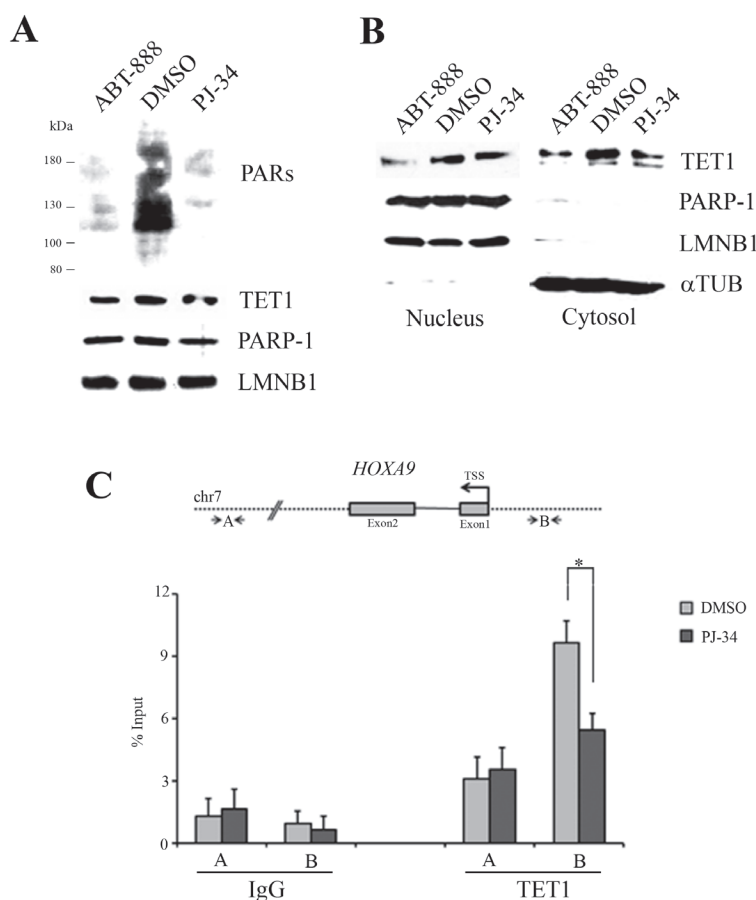 A
ABT-888 DMSO PJ-34
kDa
180
130
100
80
PARs
TET1
PARP-1
LMNB1
B
ABT-888 DMSO PJ-34 ABT-888 DMSO PJ-34
TET1
PARP-1
LMNB1
αTUB
Nucleus Cytosol
C
HOXA9
chr7
TSS
A
Exon2
Exon1
B
12
9
6
3
0
% Input
*
DMSO
PJ-34
A B A B
IgG TET1